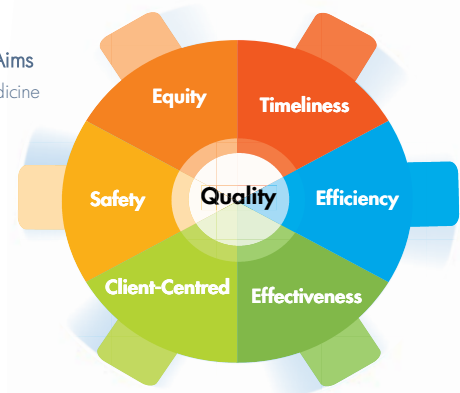 Aims
dicine
Equity
Timeliness
Safety
Quality
Efficiency
Client-Centred
Effectiveness